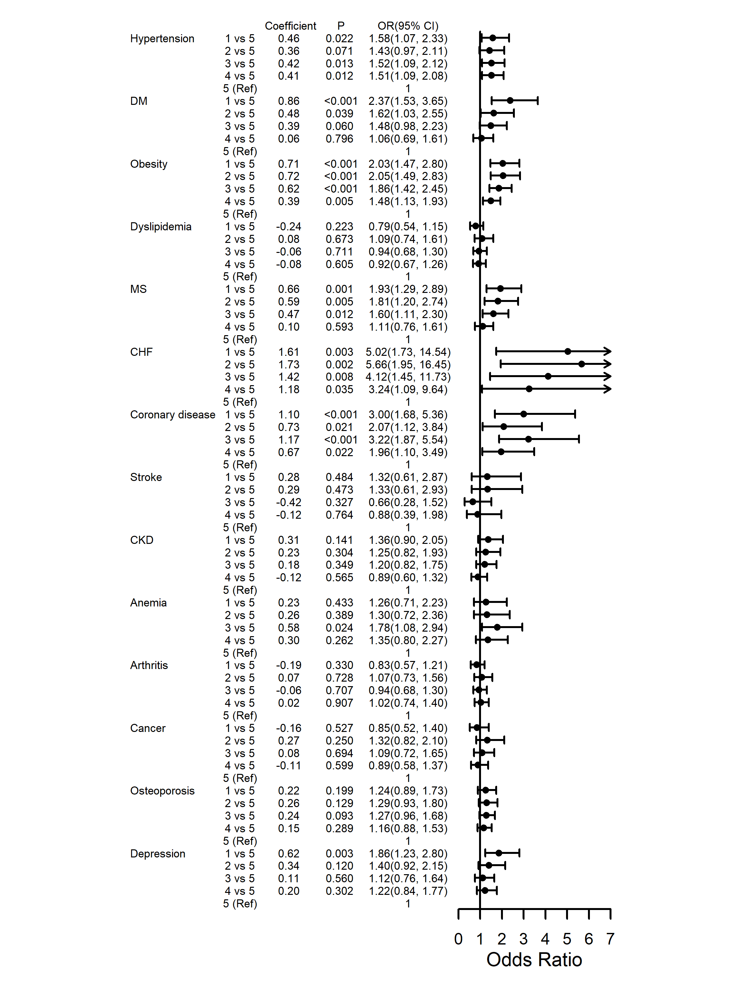 Coefficient P OR(95% CI)
Hypertension 1 vs 5 0.46 0.022 1.58(1.07, 2.33)
2 vs 5 0.36 0.071 1.43(0.97, 2.11)
3 vs 5 0.42 0.013 1.52(1.09, 2.12)
4 vs 5 0.41 0.012 1.51(1.09, 2.08)
5 (Ref) 1
DM 1 vs 5 0.86 <0.001 2.37(1.53, 3.65)
2 vs 5 0.48 0.039 1.62(1.03, 2.55)
3 vs 5 0.39 0.060 1.48(0.98, 2.23)
4 vs 5 0.06 0.796 1.06(0.69, 1.61)
5 (Ref) 1
Obesity 1 vs 5 0.71 <0.001 2.03(1.47, 2.80)
2 vs 5 0.72 <0.001 2.05(1.49, 2.83)
3 vs 5 0.62 <0.001 1.86(1.42, 2.45)
4 vs 5 0.39 0.005 1.48(1.13, 1.93)
5 (Ref) 1
Dyslipidemia 1 vs 5 -0.24 0.223 0.79(0.54, 1.15)
2 vs 5 0.08 0.673 1.09(0.74, 1.61)
3 vs 5 -0.06 0.711 0.94(0.68, 1.30)
4 vs 5 -0.08 0.605 0.92(0.67, 1.26)
5 (Ref) 1
MS 1 vs 5 0.66 0.001 1.93(1.29, 2.89)
2 vs 5 0.59 0.005 1.81(1.20, 2.74)
3 vs 5 0.47 0.012 1.60(1.11, 2.30)
4 vs 5 0.10 0.593 1.11(0.76, 1.61)
5 (Ref) 1
CHF 1 vs 5 1.61 0.003 5.02(1.73, 14.54)
2 vs 5 1.73 0.002 5.66(1.95, 16.45)
3 vs 5 1.42 0.008 4.12(1.45, 11.73)
4 vs 5 1.18 0.035 3.24(1.09, 9.64)
5 (Ref) 1
Coronary disease 1 vs 5 1.10 <0.001 3.00(1.68, 5.36)
2 vs 5 0.73 0.021 2.07(1.12, 3.84)
3 vs 5 1.17 <0.001 3.22(1.87, 5.54)
4 vs 5 0.67 0.022 1.96(1.10, 3.49)
5 (Ref) 1
Stroke 1 vs 5 0.28 0.484 1.32(0.61, 2.87)
2 vs 5 0.29 0.473 1.33(0.61, 2.93)
3 vs 5 -0.42 0.327 0.66(0.28, 1.52)
4 vs 5 -0.12 0.764 0.88(0.39, 1.98)
5 (Ref) 1
CKD 1 vs 5 0.31 0.141 1.36(0.90, 2.05)
2 vs 5 0.23 0.304 1.25(0.82, 1.93)
3 vs 5 0.18 0.349 1.20(0.82, 1.75)
4 vs 5 -0.12 0.565 0.89(0.60, 1.32)
5 (Ref) 1
Anemia 1 vs 5 0.23 0.433 1.26(0.71, 2.23)
2 vs 5 0.26 0.389 1.30(0.72, 2.36)
3 vs 5 0.58 0.024 1.78(1.08, 2.94)
4 vs 5 0.30 0.262 1.35(0.80, 2.27)
5 (Ref) 1
Arthritis 1 vs 5 -0.19 0.330 0.83(0.57, 1.21)
2 vs 5 0.07 0.728 1.07(0.73, 1.56)
3 vs 5 -0.06 0.707 0.94(0.68, 1.30)
4 vs 5 0.02 0.907 1.02(0.74, 1.40)
5 (Ref) 1
Cancer 1 vs 5 -0.16 0.527 0.85(0.52, 1.40)
2 vs 5 0.27 0.250 1.32(0.82, 2.10)
3 vs 5 0.08 0.694 1.09(0.72, 1.65)
4 vs 5 -0.11 0.599 0.89(0.58, 1.37)
5 (Ref) 1
Osteoporosis 1 vs 5 0.22 0.199 1.24(0.89, 1.73)
2 vs 5 0.26 0.129 1.29(0.93, 1.80)
3 vs 5 0.24 0.093 1.27(0.96, 1.68)
4 vs 5 0.15 0.289 1.16(0.88, 1.53)
5 (Ref) 1
Depression 1 vs 5 0.62 0.003 1.86(1.23, 2.80)
2 vs 5 0.34 0.120 1.40(0.92, 2.15)
3 vs 5 0.11 0.560 1.12(0.76, 1.64)
4 vs 5 0.20 0.302 1.22(0.84, 1.77)
5 (Ref) 1
0 1 2 3 4 5 6 7
Odds Ratio